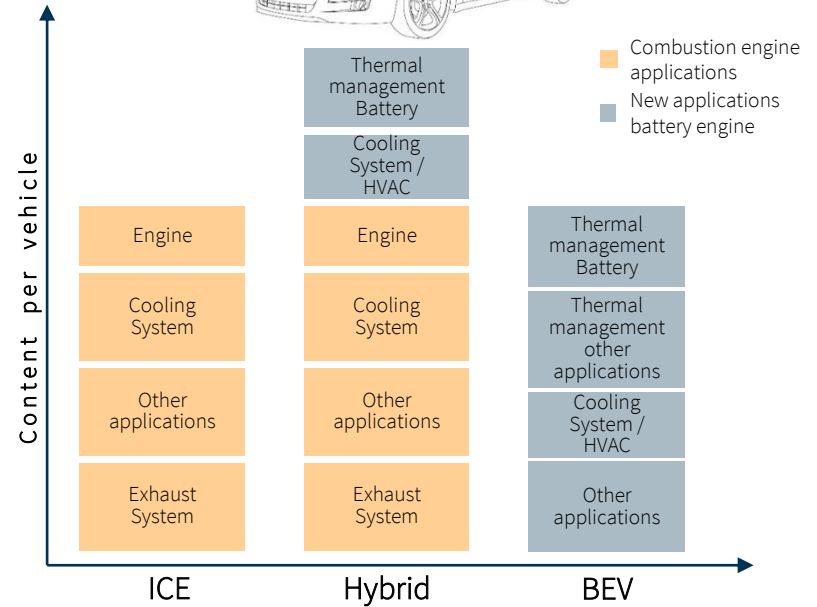 Combustion engine
applications
New applications
battery engine
Content per vehicle
Engine
Cooling
System
Other
applications
Exhaust
System
ICE
Thermal
management
Battery
Cooling
System /
HVAC
Engine
Cooling
System
Other
applications
Exhaust
System
Hybrid
Thermal
management
Battery
Thermal
management
other
applications
Cooling
System /
HVAC
Other
applications
BEV